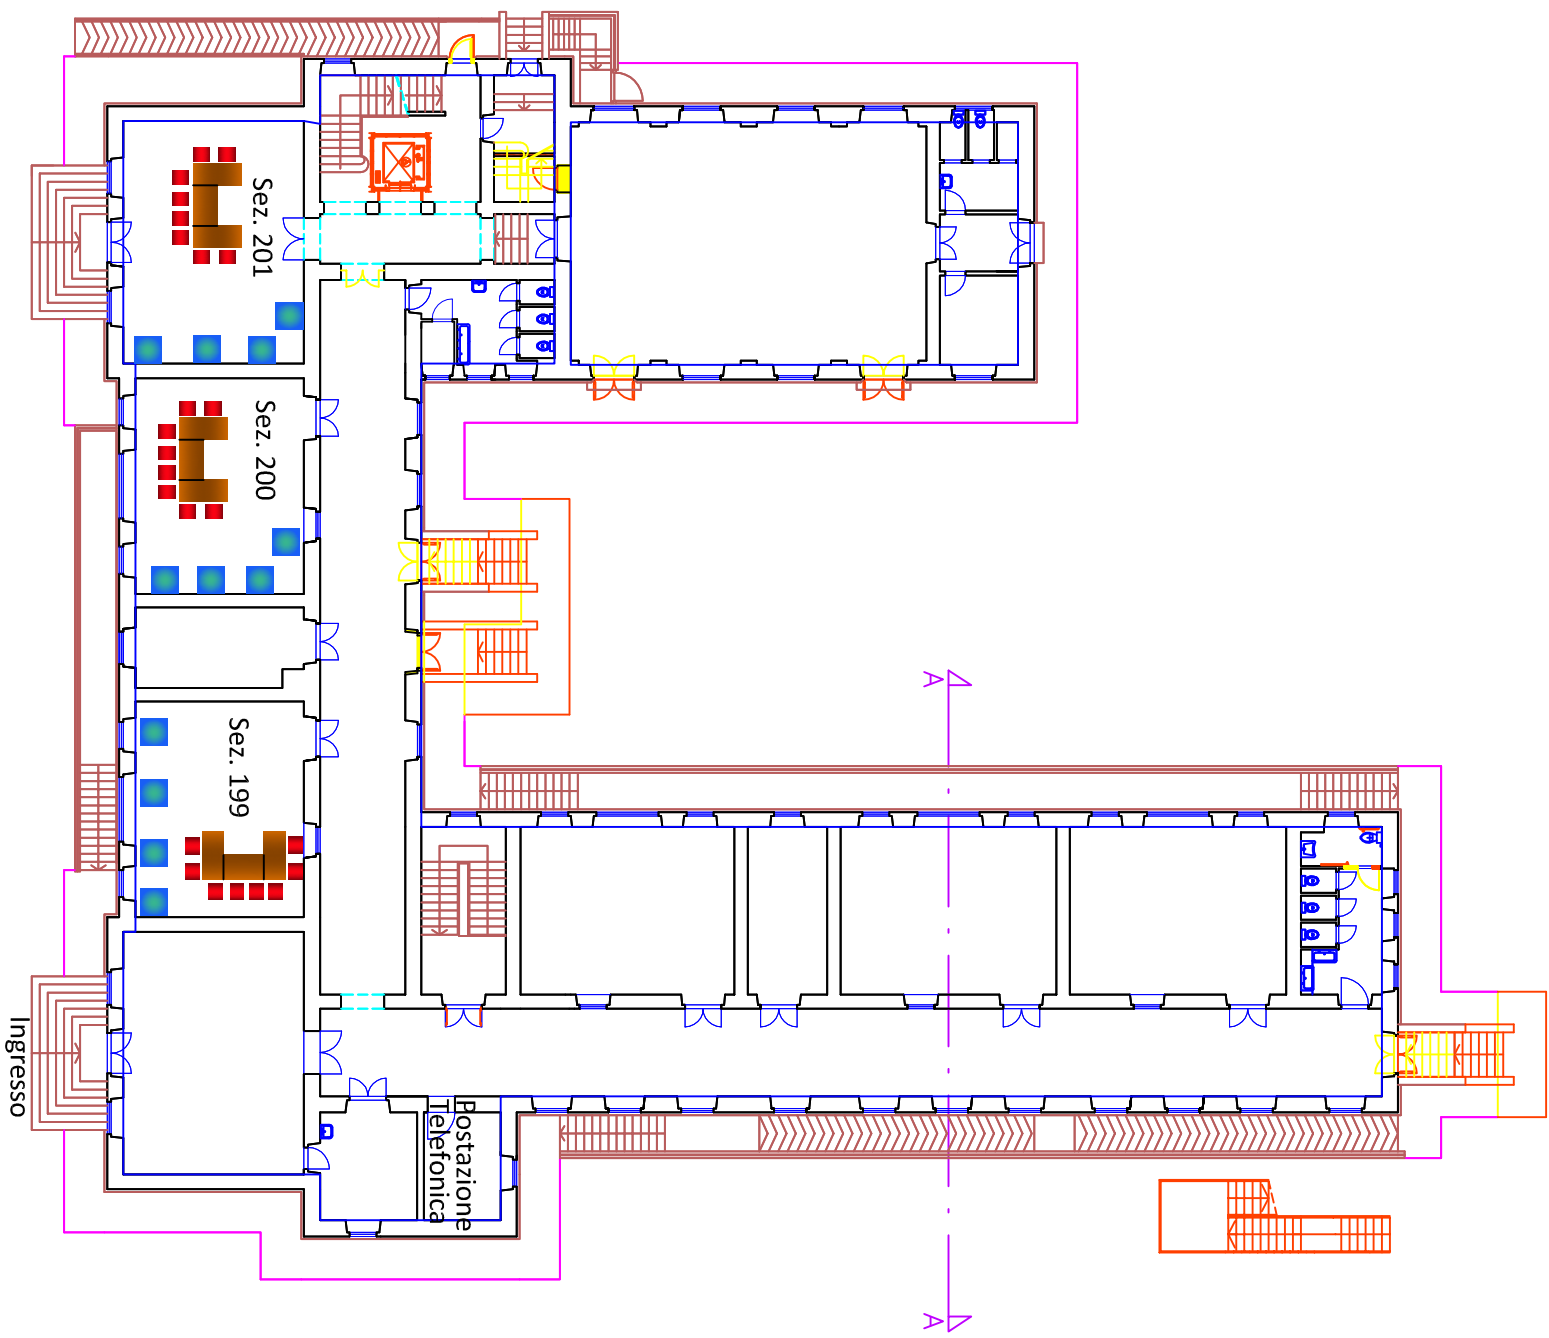 Sez. 201
Sez. 200
Sez. 199
A
Ingresso
Postazione
Telefonica
A